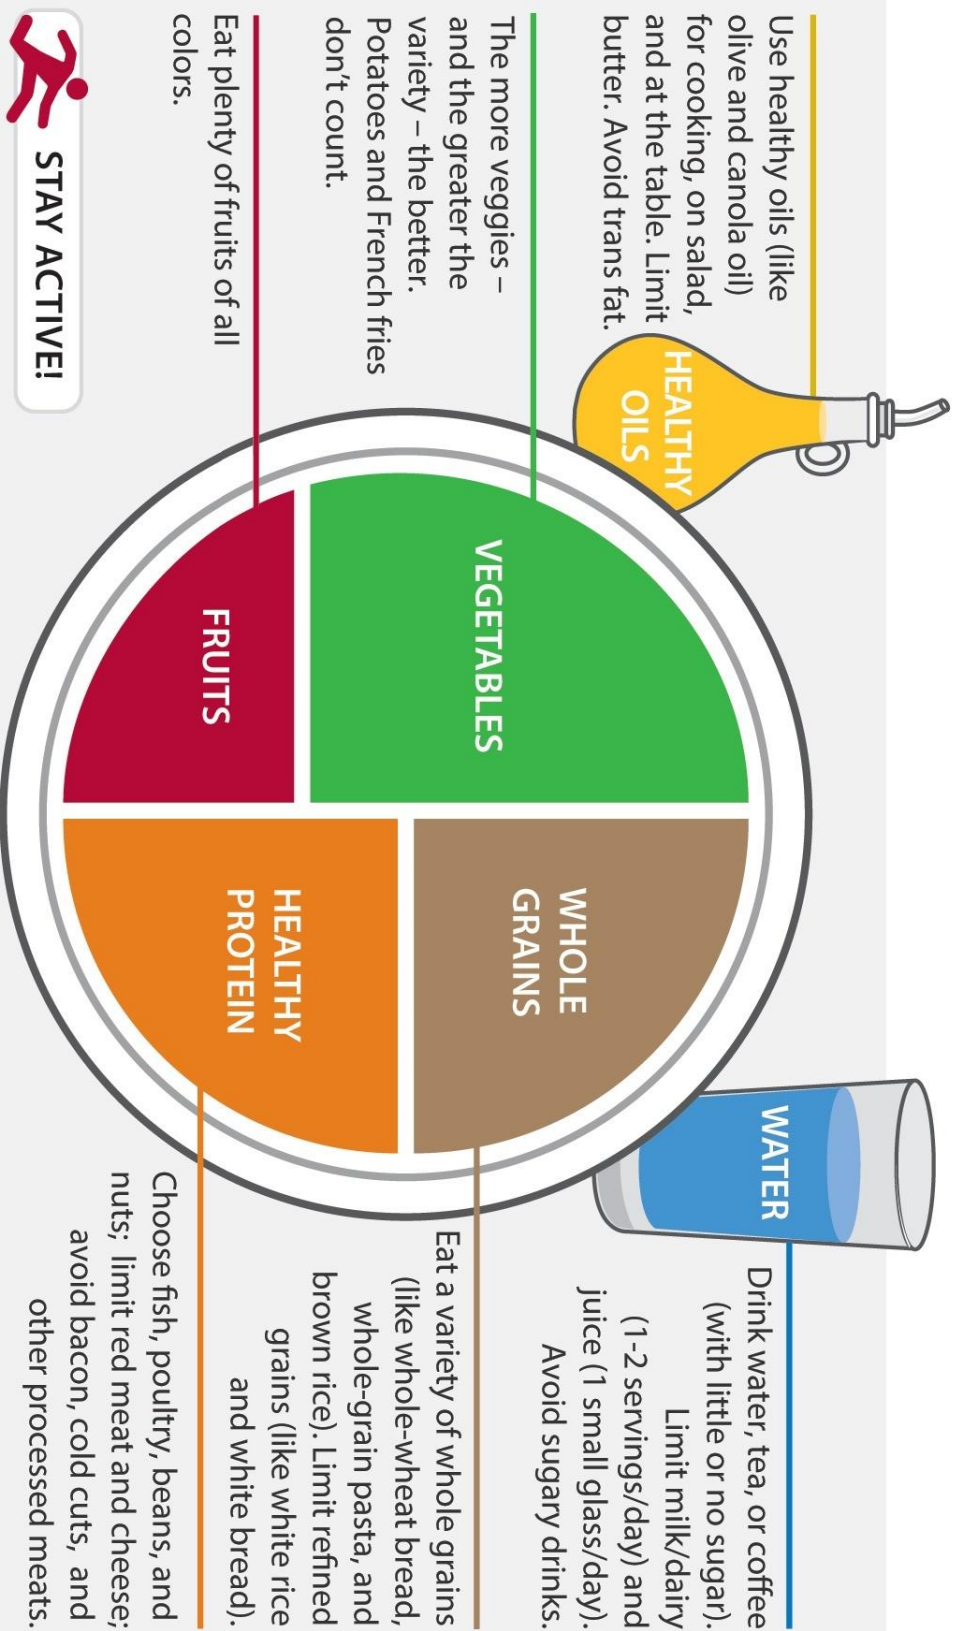 Use healthy oils (like
olive and canola oil)
for cooking, on salad,
and at the table. Limit
butter. Avoid trans fat.
HEALTHY
OILS
The more veggies –
and the greater the
variety – the better.
Potatoes and French fries
don't count.
VEGETABLES
Eat plenty of fruits of all
colors.
FRUITS
STAY ACTIVE!
WATER
Drink water, tea, or coffee
(with little or no sugar).
Limit milk/dairy
(1-2 servings/day) and
juice (1 small glass/day).
Avoid sugary drinks.
WHOLE
GRAINS
Eat a variety of whole grains
(like whole-wheat bread,
whole-grain pasta, and
brown rice). Limit refined
grains (like white rice
and white bread).
HEALTHY
PROTEIN
Choose fish, poultry, beans, and
nuts; limit red meat and cheese;
avoid bacon, cold cuts, and
other processed meats.